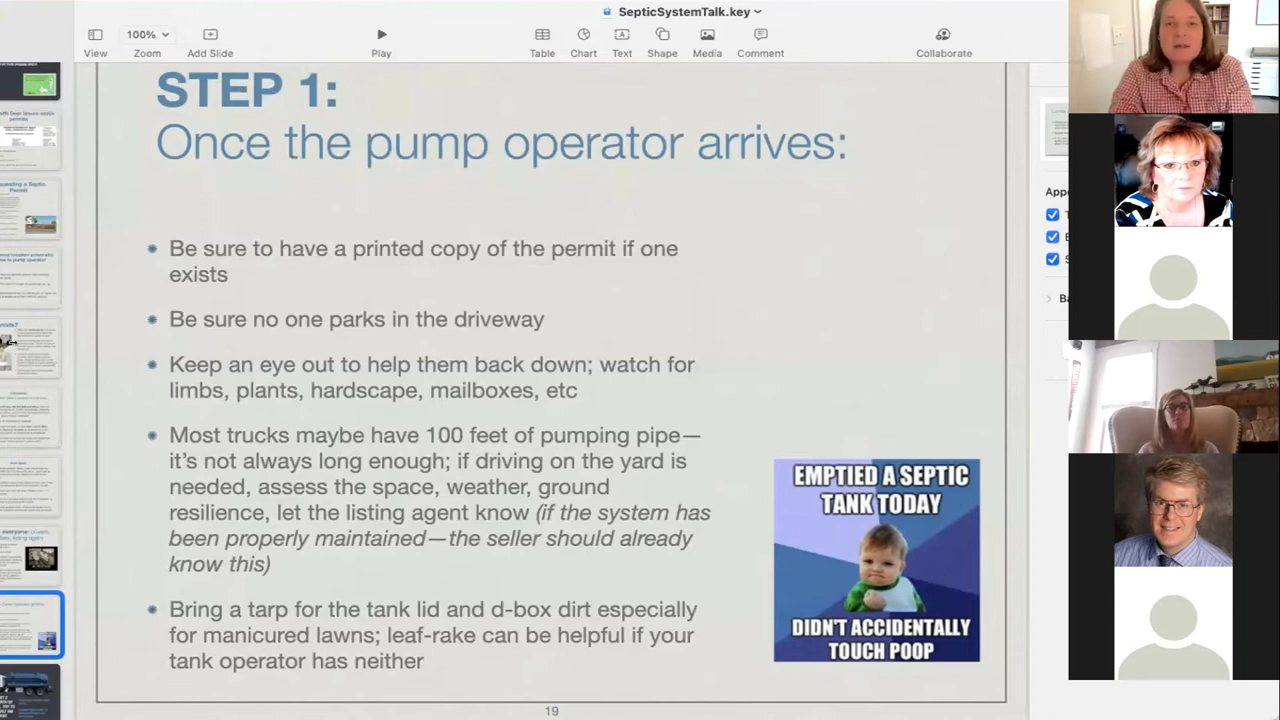 SepticSystemTalk.key
100%
View
Zoom
Add Slide
Play
Table
Chart
Text
Shape
Media
Comment
Collaborate
STEP 1:
Once the pump operator arrives:
Be sure to have a printed copy of the permit if one
exists
Be sure no one parks in the driveway
Keep an eye out to help them back down; watch for
limbs, plants, hardscape, mailboxes, etc
Most trucks maybe have 100 feet of pumping pipe—
it's not always long enough; if driving on the yard is
needed, assess the space, weather, ground
resilience, let the listing agent know (if the system has
been properly maintained—the seller should already
know this)
Bring a tarp for the tank lid and d-box dirt especially
for manicured lawns; leaf-rake can be helpful if your
tank operator has neither
EMPTIED A SEPTIC
TANK TODAY
DIDN'T ACCIDENTALLY
TOUCH POOP
19